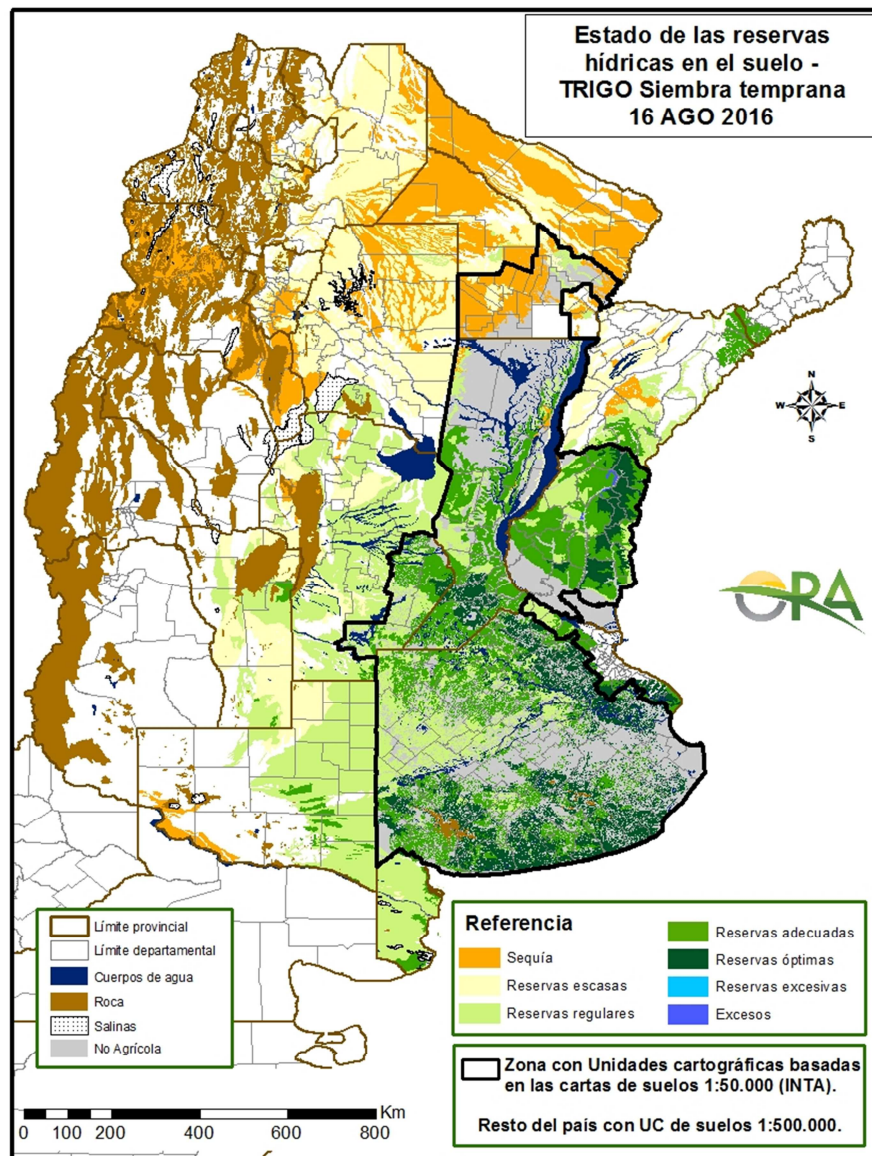 Estado de las reservas
hídricas en el suelo -
TRIGO Siembra temprana
16 AGO 2016
N
W E
S
ORA
Límite provincial
Límite departamental
Cuerpos de agua
Roca
Salinas
No Agrícola
Referencia
Sequía
Reservas escasas
Reservas regulares
Reservas adecuadas
Reservas óptimas
Reservas excesivas
Excesos
Zona con Unidades cartográficas basadas
en las cartas de suelos 1:50.000 (INTA).
Resto del país con UC de suelos 1:500.000.
Km
0 100 200 400 600 800